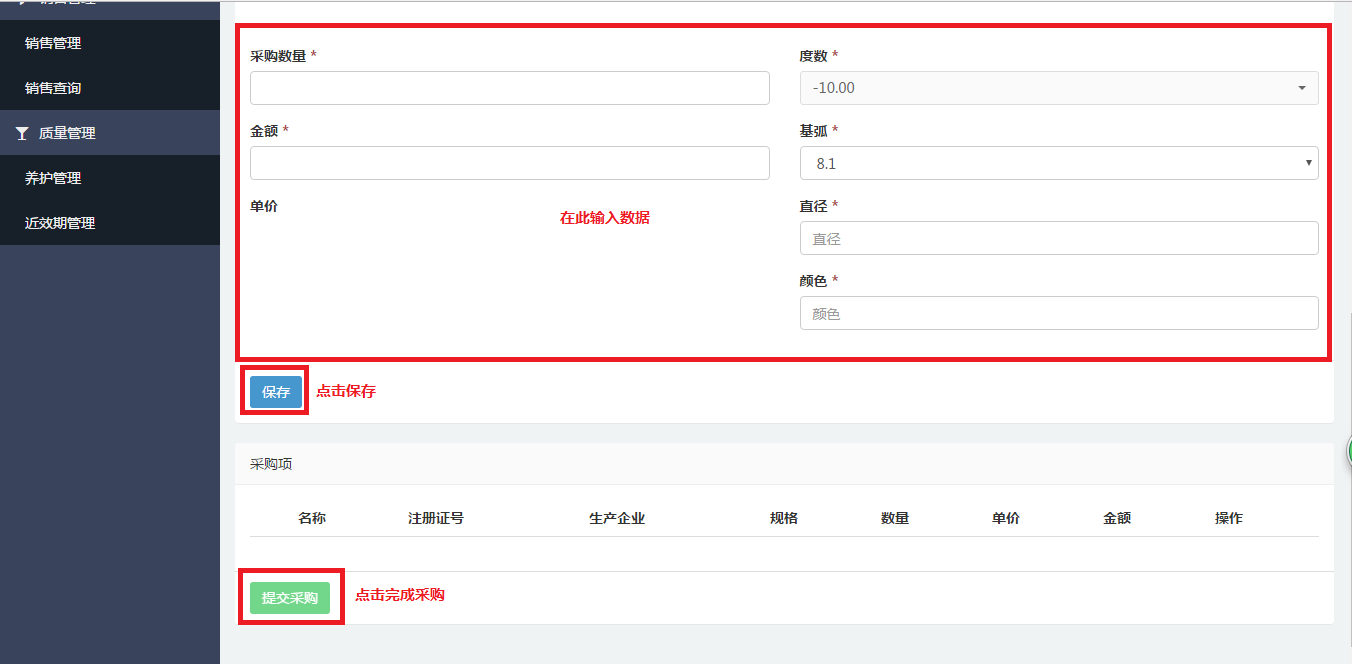 销售管理
销售查询
质量管理
养护管理
近效期管理
采购数量 *
度数 *
-10.00
金额 *
基弧 *
8.1
单价
在此输入数据
直径 *
直径
颜色 *
颜色
保存
点击保存
采购项
名称 注册证号 生产企业 规格 数量 单价 金额 操作
提交采购
点击完成采购